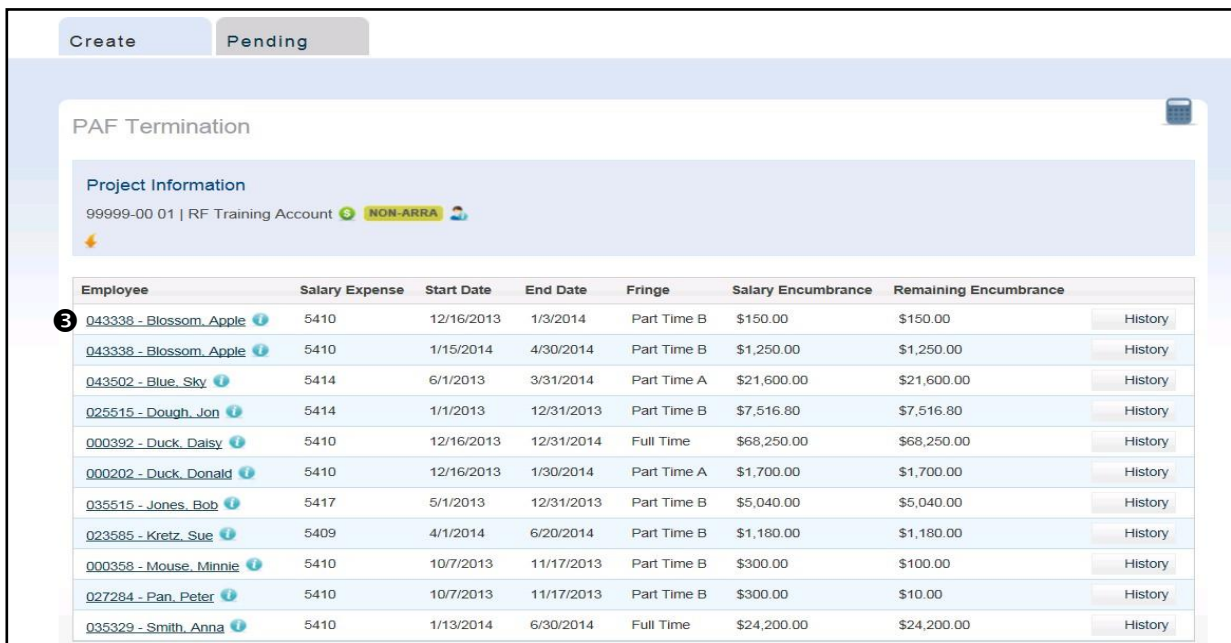 Create Pending
PAF Termination
Project Information
99999-00 01 | RF Training Account $ NON-ARRA
Employee Salary Expense Start Date End Date Fringe Salary Encumbrance Remaining Encumbrance
❸ 043338 - Blossom, Apple i 5410 12/16/2013 1/3/2014 Part Time B $150.00 $150.00 History
043338 - Blossom, Apple i 5410 1/15/2014 4/30/2014 Part Time B $1,250.00 $1,250.00 History
043502 - Blue, Sky i 5414 6/1/2013 3/31/2014 Part Time A $21,600.00 $21,600.00 History
025515 - Dough, Jon i 5414 1/1/2013 12/31/2013 Part Time B $7,516.80 $7,516.80 History
000392 - Duck, Daisy i 5410 12/16/2013 12/31/2014 Full Time $68,250.00 $68,250.00 History
000202 - Duck, Donald i 5410 12/16/2013 1/30/2014 Part Time A $1,700.00 $1,700.00 History
035515 - Jones, Bob i 5417 5/1/2013 12/31/2013 Part Time B $5,040.00 $5,040.00 History
023585 - Kretz, Sue i 5409 4/1/2014 6/20/2014 Part Time B $1,180.00 $1,180.00 History
000358 - Mouse, Minnie i 5410 10/7/2013 11/17/2013 Part Time B $300.00 $100.00 History
027284 - Pan, Peter i 5410 10/7/2013 11/17/2013 Part Time B $300.00 $10.00 History
035329 - Smith, Anna i 5410 1/13/2014 6/30/2014 Full Time $24,200.00 $24,200.00 History